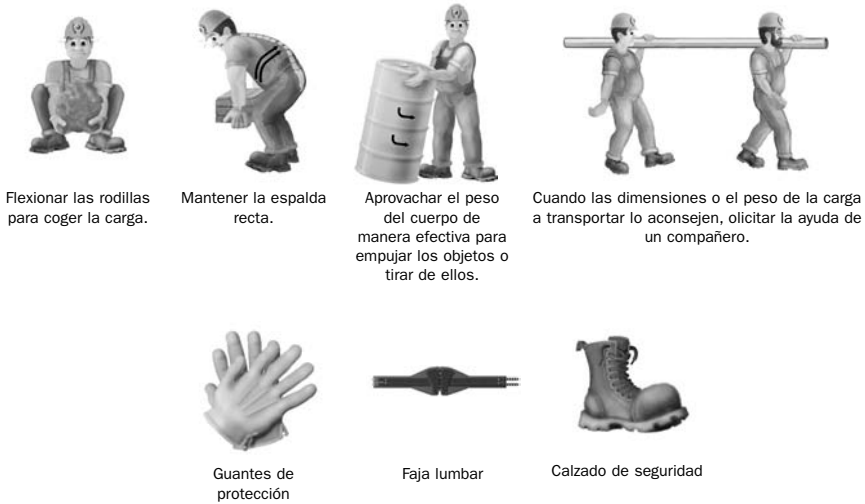 Flexionar las rodillas
para coger la carga.
Mantener la espalda
recta.
Aprovachar el peso
del cuerpo de
manera efectiva para
empujar los objetos o
tirar de ellos.
Cuando las dimensiones o el peso de la carga
a transportar lo aconsejen, olicitar la ayuda de
un compañero.
Guantes de
protección
Faja lumbar
Calzado de seguridad